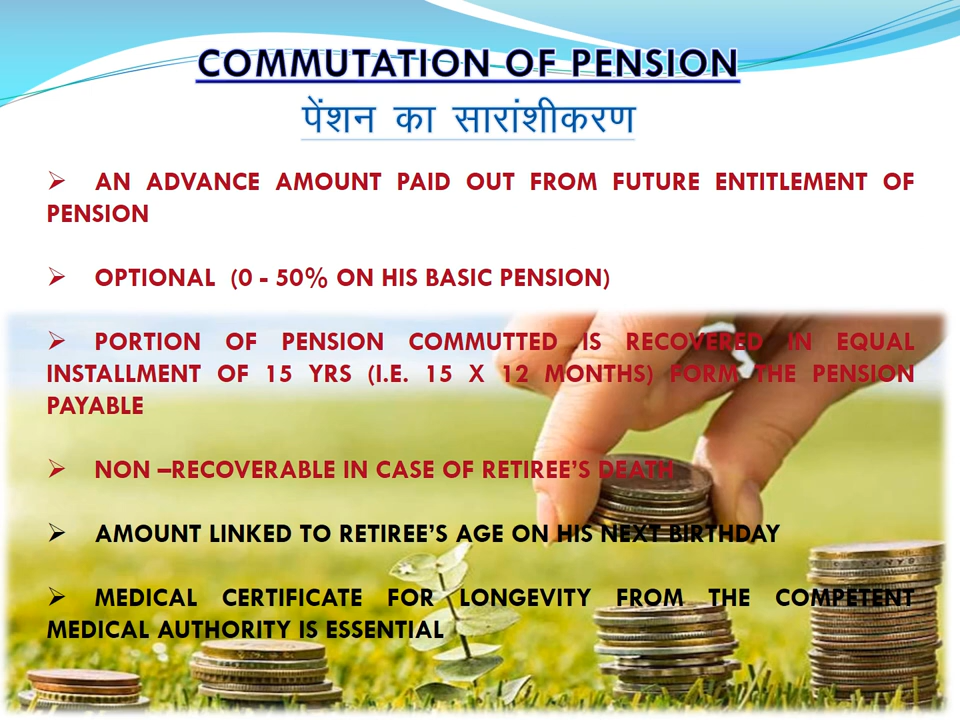 COMMUTATION OF PENSION
पेंशन का सारांशीकरण
➢ AN ADVANCE AMOUNT PAID OUT FROM FUTURE ENTITLEMENT OF
PENSION
➢ OPTIONAL (0 - 50% ON HIS BASIC PENSION)
➢ PORTION OF PENSION COMMUTTED IS RECOVERED IN EQUAL
INSTALLMENT OF 15 YRS (I.E. 15 X 12 MONTHS) FORM THE PENSION
PAYABLE
➢ NON –RECOVERABLE IN CASE OF RETIREE'S DEATH
➢ AMOUNT LINKED TO RETIREE'S AGE ON HIS NEXT BIRTHDAY
➢ MEDICAL CERTIFICATE FOR LONGEVITY FROM THE COMPETENT
MEDICAL AUTHORITY IS ESSENTIAL